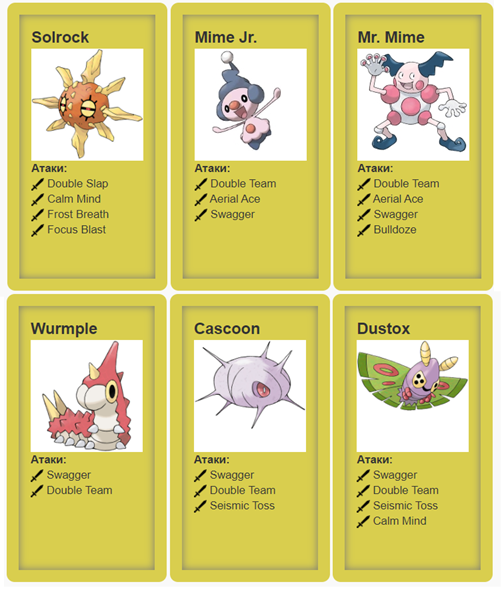 Solrock
Атаки:
Double Slap
Calm Mind
Frost Breath
Focus Blast
Mime Jr.
Атаки:
Double Team
Aerial Ace
Swagger
Mr. Mime
Атаки:
Double Team
Aerial Ace
Swagger
Bulldoze
Wurmple
Атаки:
Swagger
Double Team
Cascoon
Атаки:
Swagger
Double Team
Seismic Toss
Dustox
Атаки:
Swagger
Double Team
Seismic Toss
Calm Mind